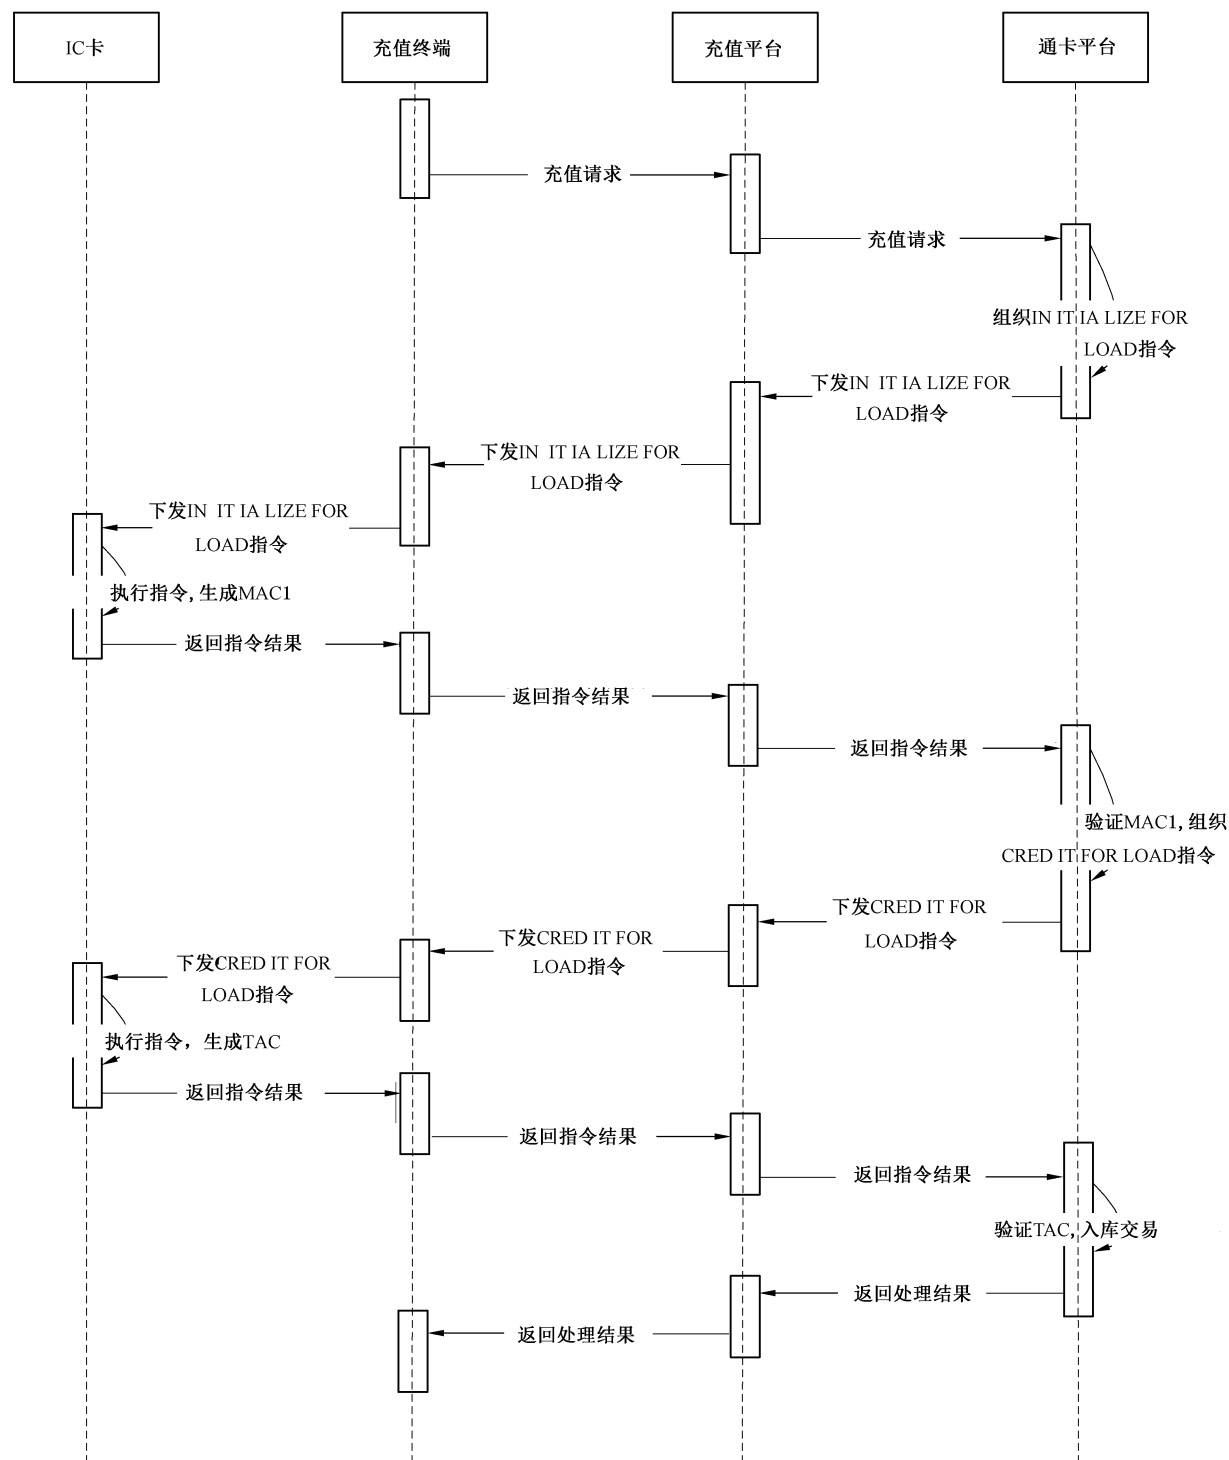 IC卡
充值终端
充值平台
通卡平台
充值请求
充值请求
组织IN IT IA LIZE FOR
LOAD指令
下发IN IT IA LIZE FOR
LOAD指令
下发IN IT IA LIZE FOR
LOAD指令
下发IN IT IA LIZE FOR
LOAD指令
执行指令,生成MAC1
返回指令结果
返回指令结果
返回指令结果
验证MAC1,组织
CRED IT FOR LOAD指令
下发CRED IT FOR
LOAD指令
下发CRED IT FOR
LOAD指令
下发CRED IT FOR
LOAD指令
执行指令，生成TAC
返回指令结果
返回指令结果
返回指令结果
验证TAC,入库交易
返回处理结果
返回处理结果